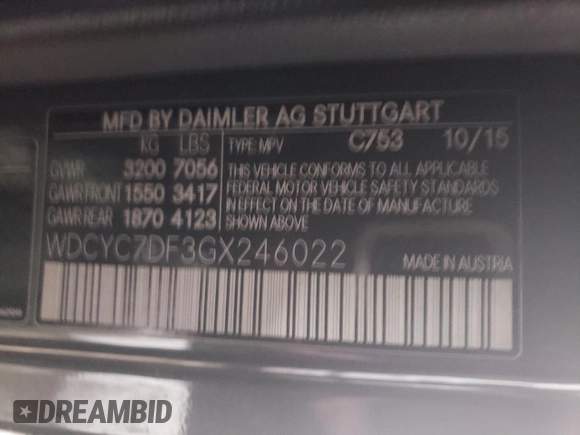 MFD BY DAIMLER AG STUTTGART
KG LBS TYPE: MPV C753 10/15
GVWR 3200 7056 THIS VEHICLE CONFORMS TO ALL APPLICABLE
GAWR FRONT 1550 3417 FEDERAL MOTOR VEHICLE SAFETY STANDARDS
IN EFFECT ON THE DATE OF MANUFACTURE
GAWR REAR 1870 4123 SHOWN ABOVE
WDCYC7DF3GX246022 MADE IN AUSTRIA
DREAMBID